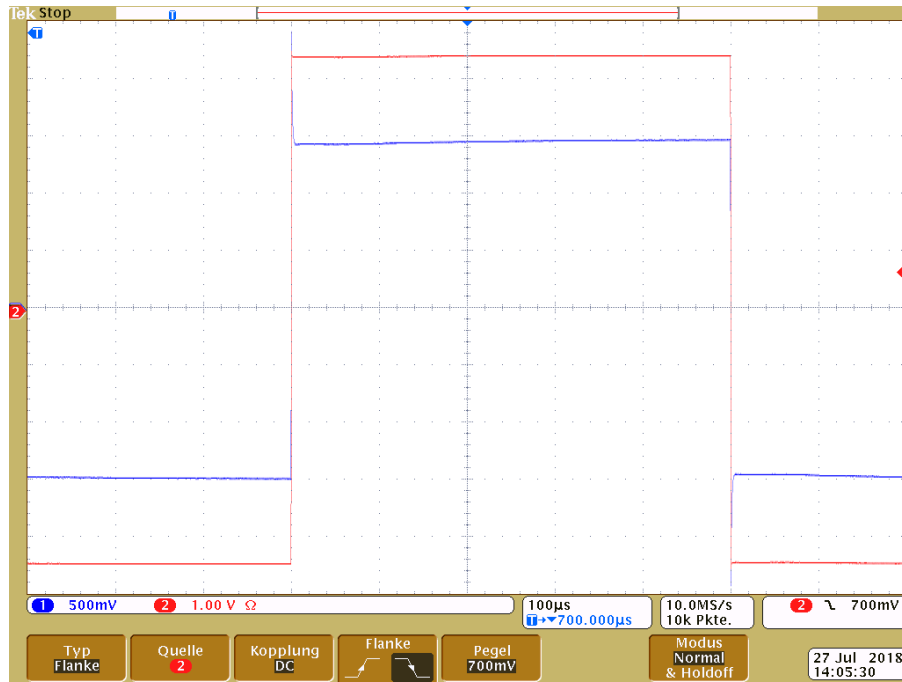 Tek Stop
T
T
2
1 500mV 2 1.00 V Ω
100µs
T→▼700.000µs
10.0MS/s
10k Pkte.
2 700mV
Typ
Flanke
Quelle
2
Kopplung
DC
Flanke
Pegel
700mV
Modus
Normal
& Holdoff
27 Jul 2018
14:05:30